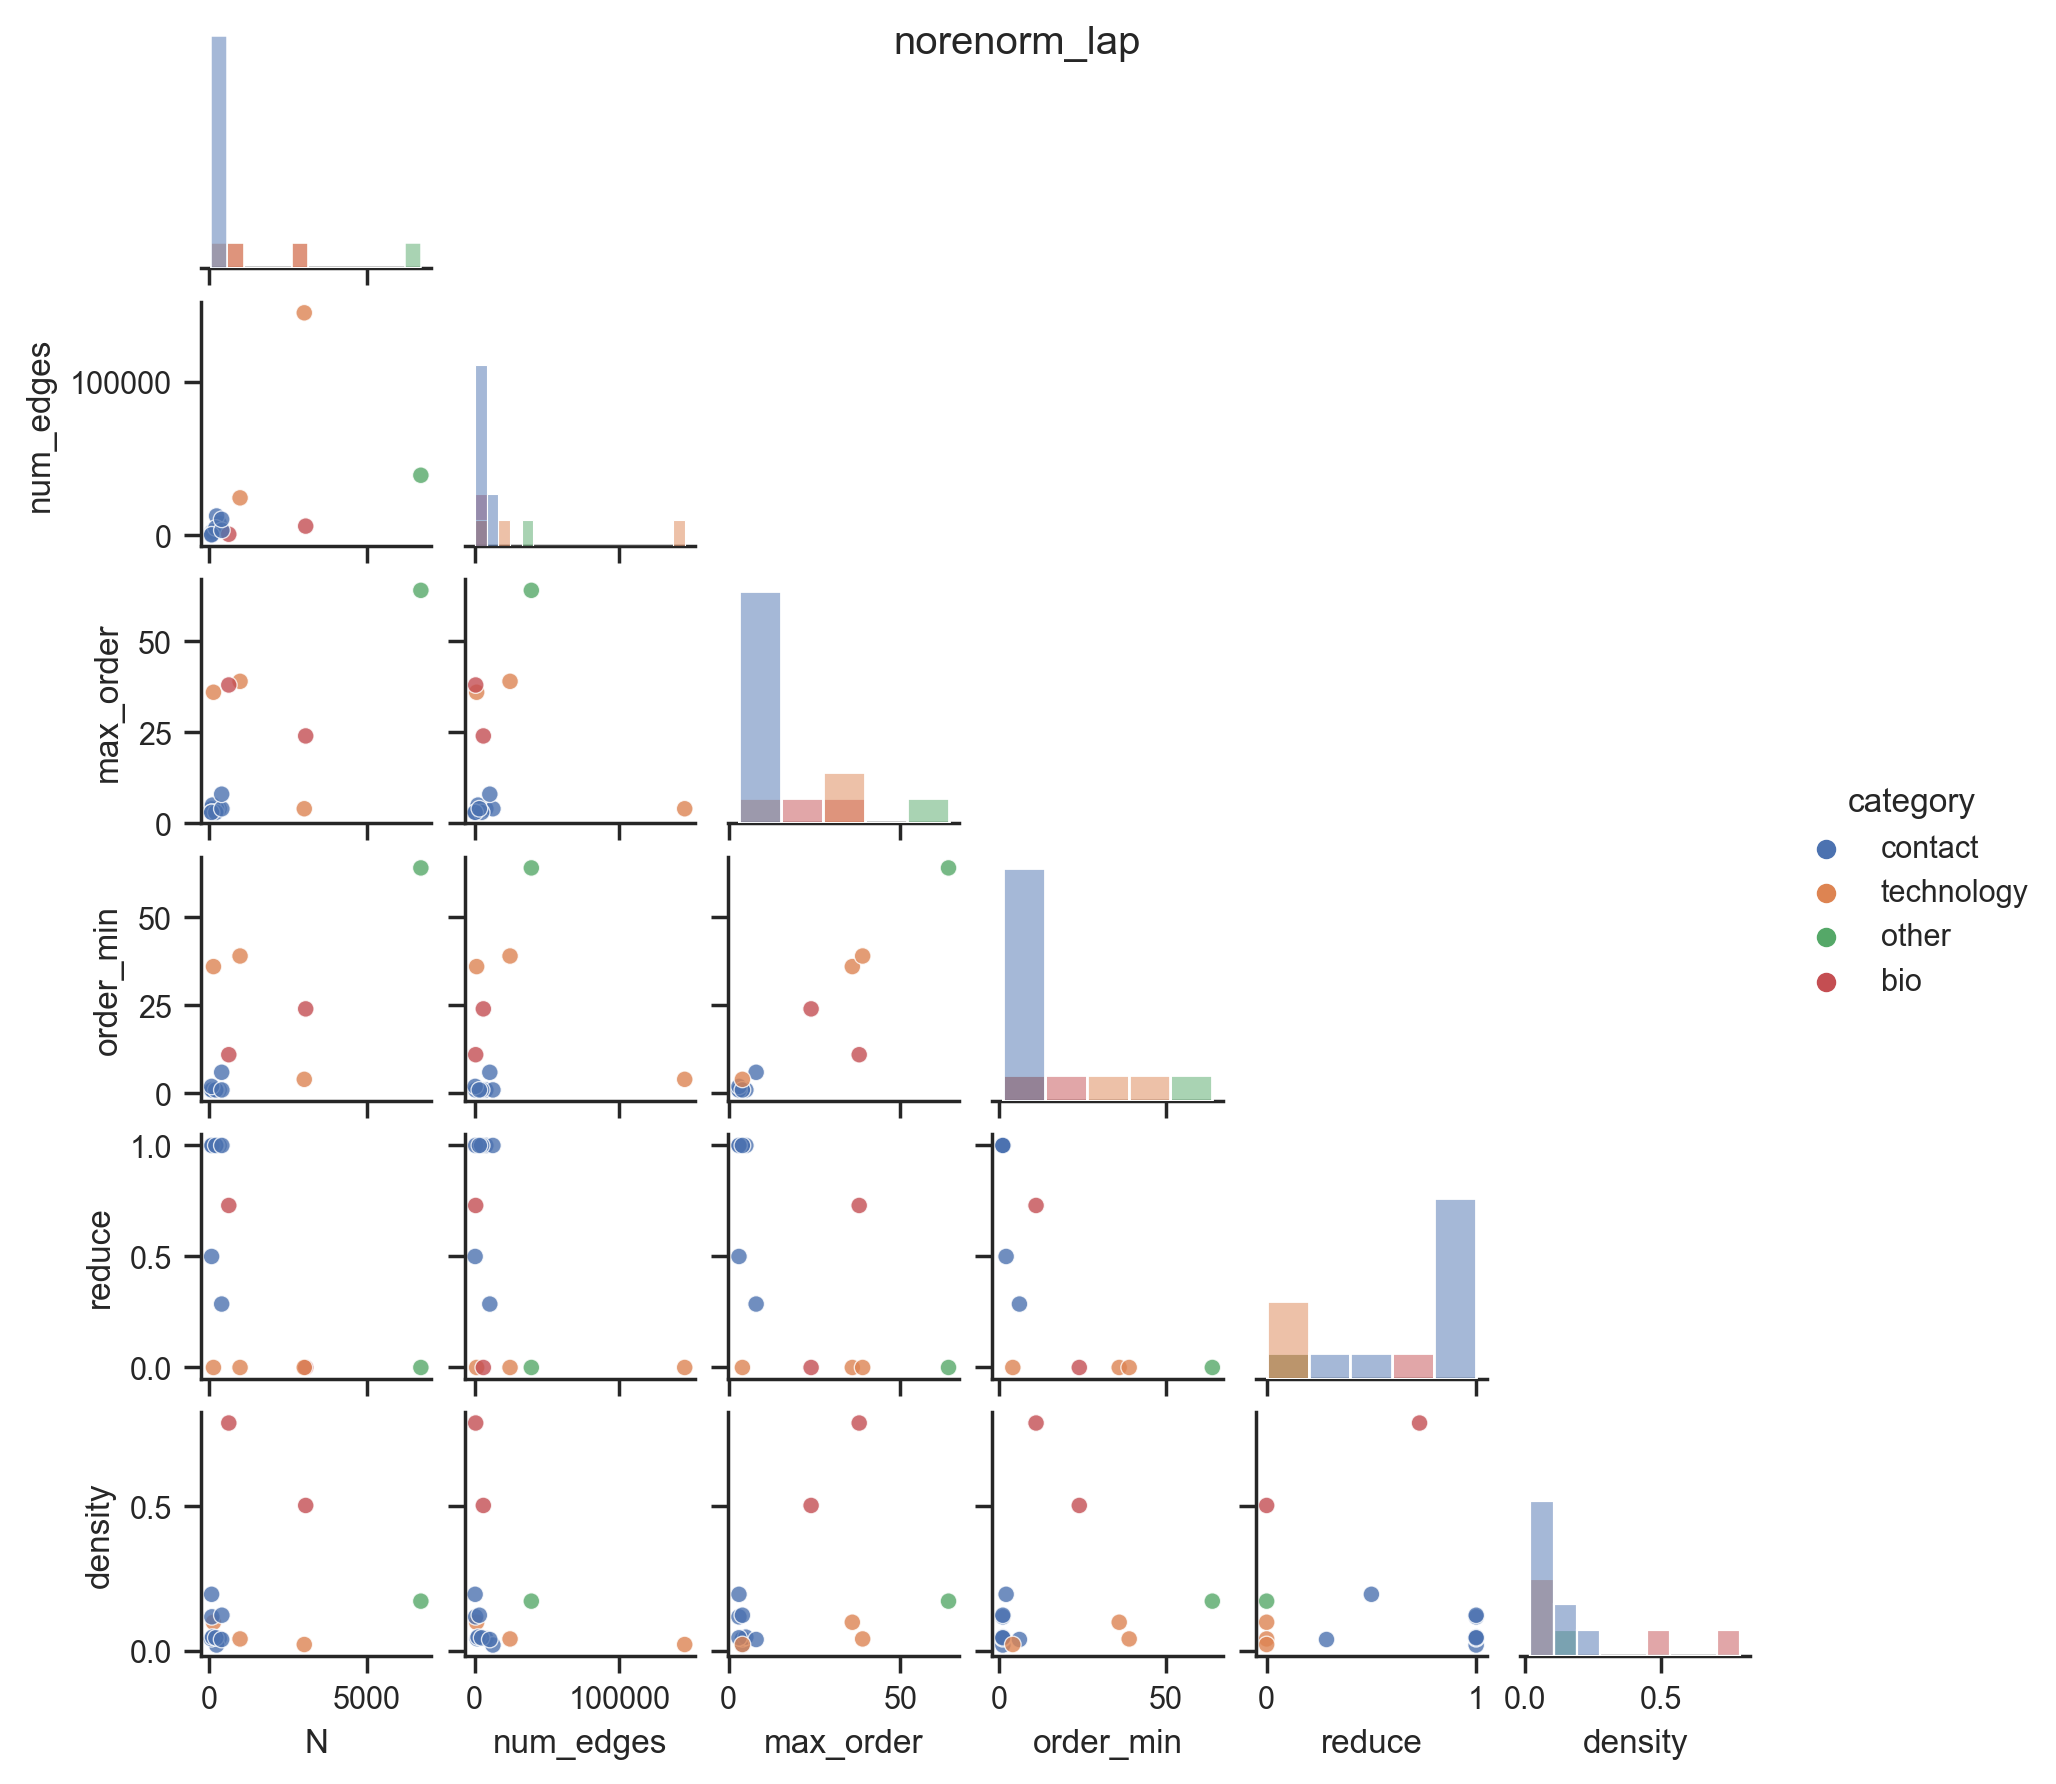 norenorm_lap
num_edges
100000
0
max_order
50
25
0
order_min
50
25
0
reduce
1.0
0.5
0.0
density
0.5
0.0
0 5000 0 100000 0 50 0 50 0 1 0.0 0.5
N num_edges max_order order_min reduce density
category
contact
technology
other
bio